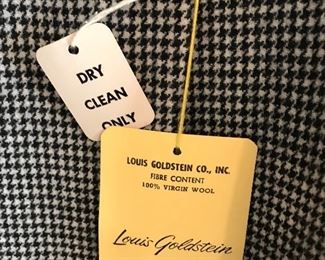 DRY
CLEAN
ONLY
LOUIS GOLDSTEIN CO., INC.
FIBRE CONTENT
100% VIRGIN WOOL
Louis Goldstein